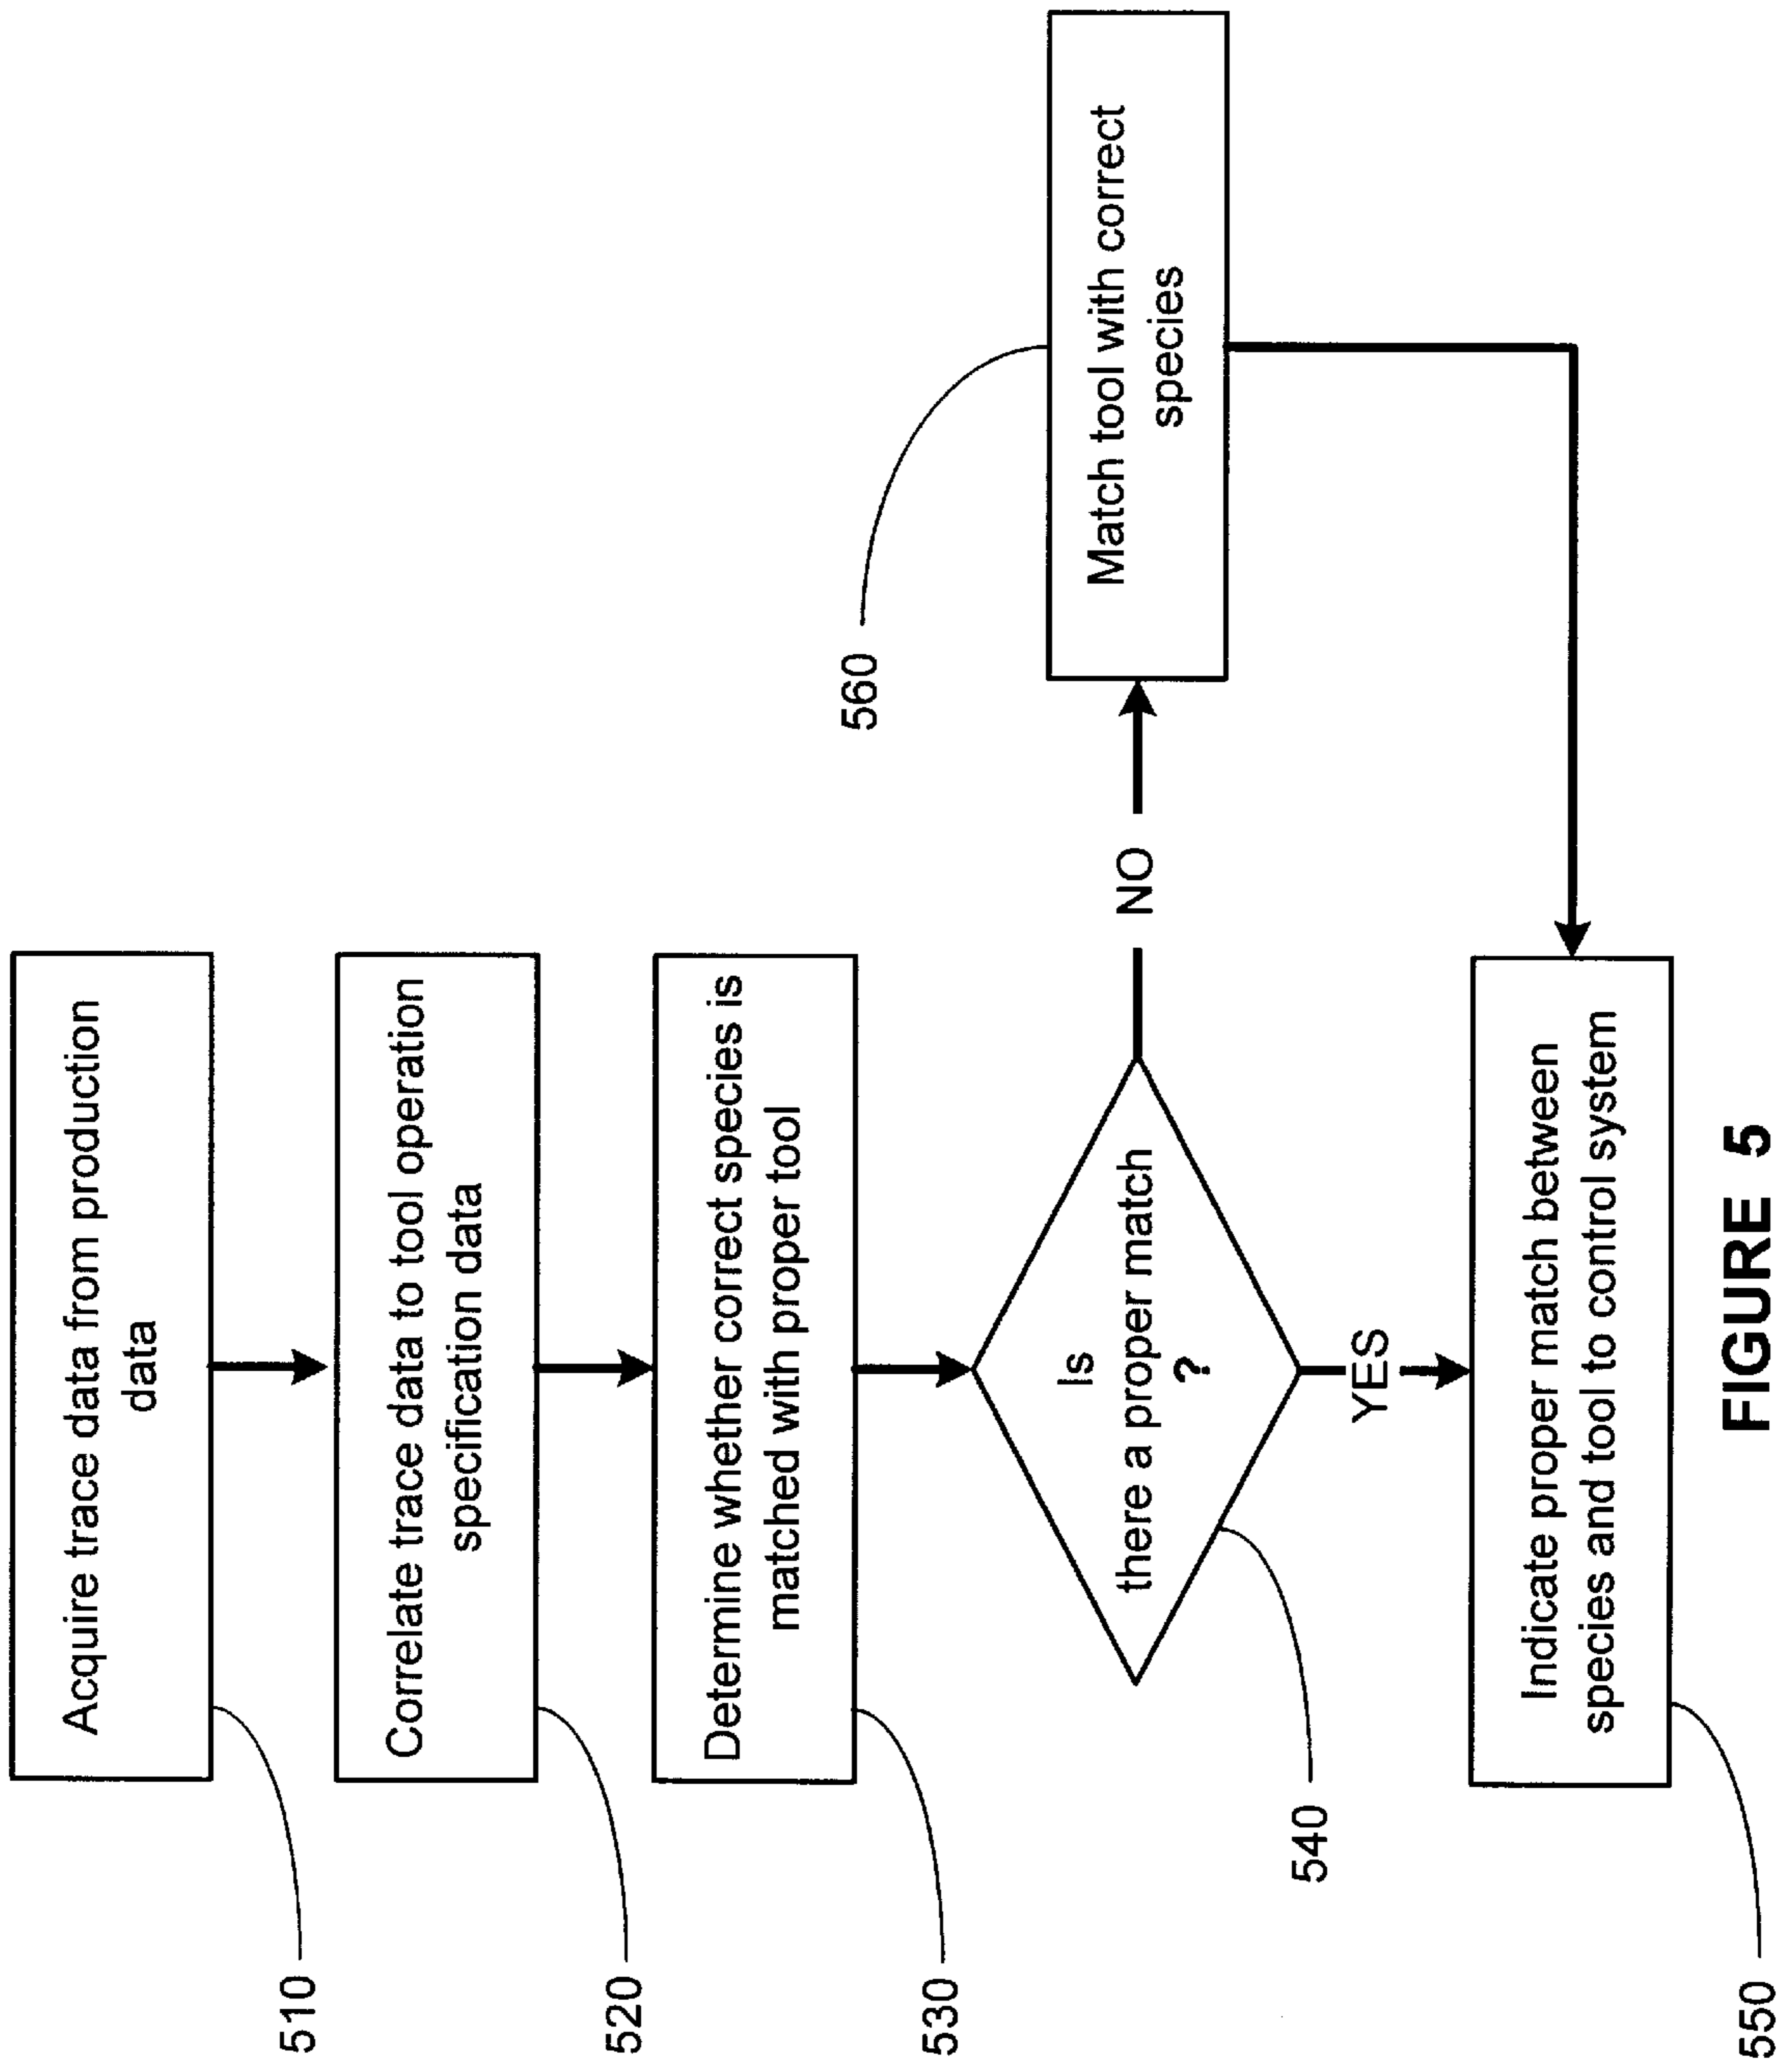 Acquire trace data from production
data
510
Correlate trace data to tool operation
specification data
520
Determine whether correct species is
matched with proper tool
530
Is
there a proper match
?
540
NO
Match tool with correct
species
560
YES
Indicate proper match between
species and tool to control system
550
FIGURE 5